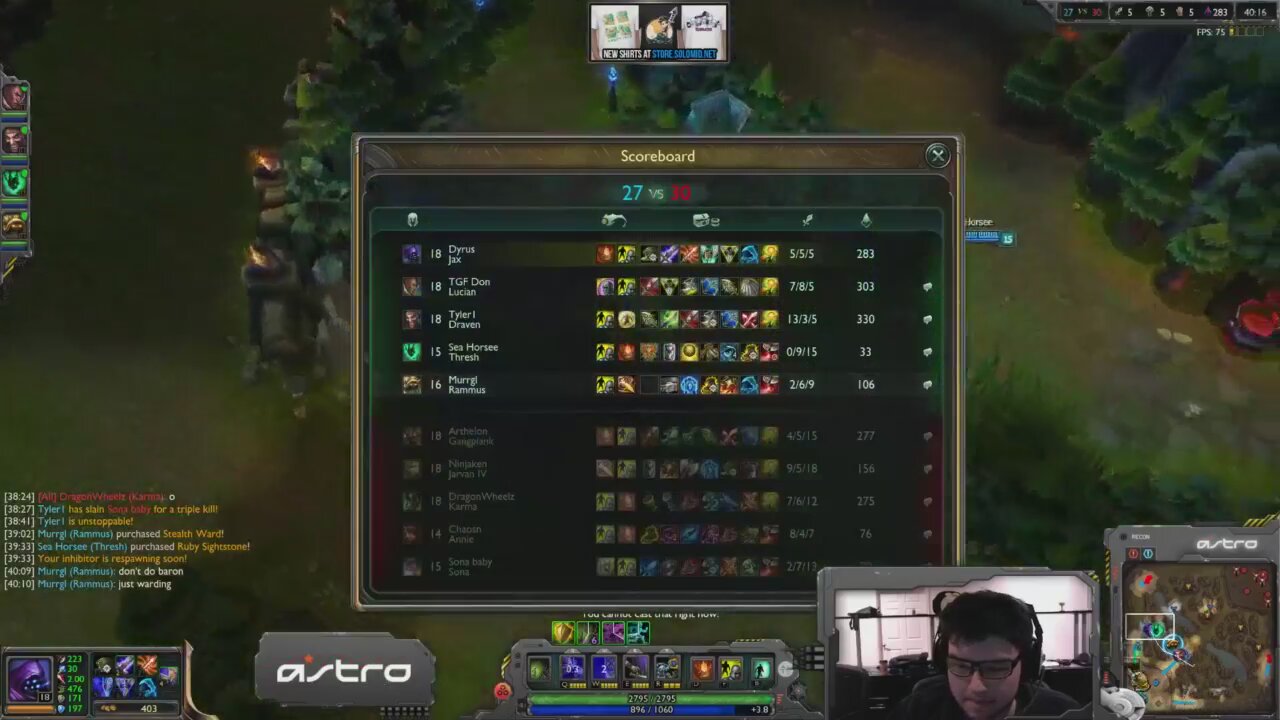 27 vs 30 5 5 5 283 40:16
FPS: 75
NEW SHIRTS AT STORE.SOLOMID.NET
Scoreboard
27 vs 30
18 Dyrus 5/5/5 283
Jax
18 TGF Don 7/8/5 303
Lucian
18 Tyler1 13/3/5 330
Draven
15 Sea Horsee 0/9/15 33
Thresh
16 Murrgl 2/6/9 106
Rammus
18 Arthelon 4/5/15 277
Gangplank
18 Ninjaken 9/5/18 156
Jarvan IV
18 DragonWheelz 7/6/12 275
Karma
14 Chaosn 8/4/7 76
Annie
15 Sona baby 2/7/13
Sona
Horsee
15
[38:24] [All] DragonWheelz (Karma): o
[38:27] Tyler1 has slain Sona baby for a triple kill!
[38:41] Tyler1 is unstoppable!
[39:02] Murrgl (Rammus) purchased Stealth Ward!
[39:33] Sea Horsee (Thresh) purchased Ruby Sightstone!
[39:33] Your inhibitor is respawning soon!
[40:09] Murrgl (Rammus): don't do baron
[40:10] Murrgl (Rammus): just warding
You cannot cast that right now.
RECON
astro
astro
223
30
2.00
476
171
197
18
403
Q W E R D F B
2795 / 2795
896 / 1060 +3.8